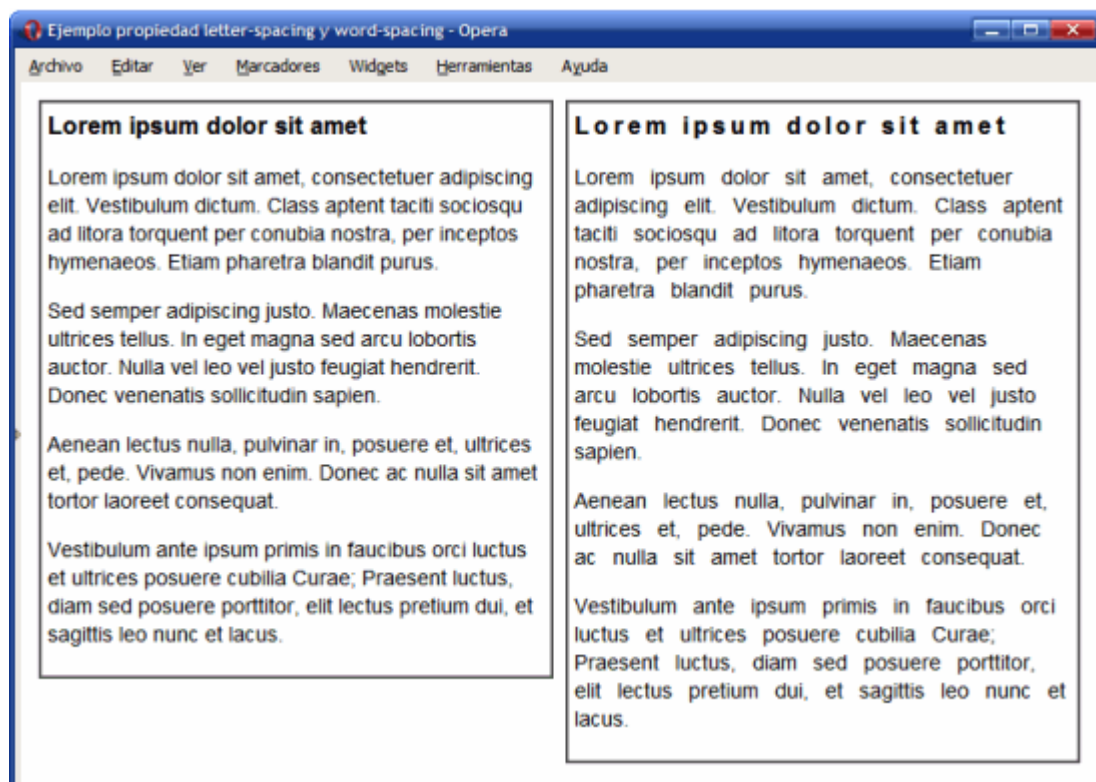 Ejemplo propiedad letter-spacing y word-spacing - Opera
Archivo Editar Ver Marcadores Widgets Herramientas Ayuda
Lorem ipsum dolor sit amet
Lorem ipsum dolor sit amet, consectetuer adipiscing
elit. Vestibulum dictum. Class aptent taciti sociosqu
ad litora torquent per conubia nostra, per inceptos
hymenaeos. Etiam pharetra blandit purus.
Sed semper adipiscing justo. Maecenas molestie
ultrices tellus. In eget magna sed arcu lobortis
auctor. Nulla vel leo vel justo feugiat hendrerit.
Donec venenatis sollicitudin sapien.
Aenean lectus nulla, pulvinar in, posuere et, ultrices
et, pede. Vivamus non enim. Donec ac nulla sit amet
tortor laoreet consequat.
Vestibulum ante ipsum primis in faucibus orci luctus
et ultrices posuere cubilia Curae; Praesent luctus,
diam sed posuere porttitor, elit lectus pretium dui, et
sagittis leo nunc et lacus.
Lorem ipsum dolor sit amet
Lorem ipsum dolor sit amet, consectetuer
adipiscing elit. Vestibulum dictum. Class aptent
taciti sociosqu ad litora torquent per conubia
nostra, per inceptos hymenaeos. Etiam
pharetra blandit purus.
Sed semper adipiscing justo. Maecenas
molestie ultrices tellus. In eget magna sed
arcu lobortis auctor. Nulla vel leo vel justo
feugiat hendrerit. Donec venenatis sollicitudin
sapien.
Aenean lectus nulla, pulvinar in, posuere et,
ultrices et, pede. Vivamus non enim. Donec
ac nulla sit amet tortor laoreet consequat.
Vestibulum ante ipsum primis in faucibus orci
luctus et ultrices posuere cubilia Curae;
Praesent luctus, diam sed posuere porttitor,
elit lectus pretium dui, et sagittis leo nunc et
lacus.